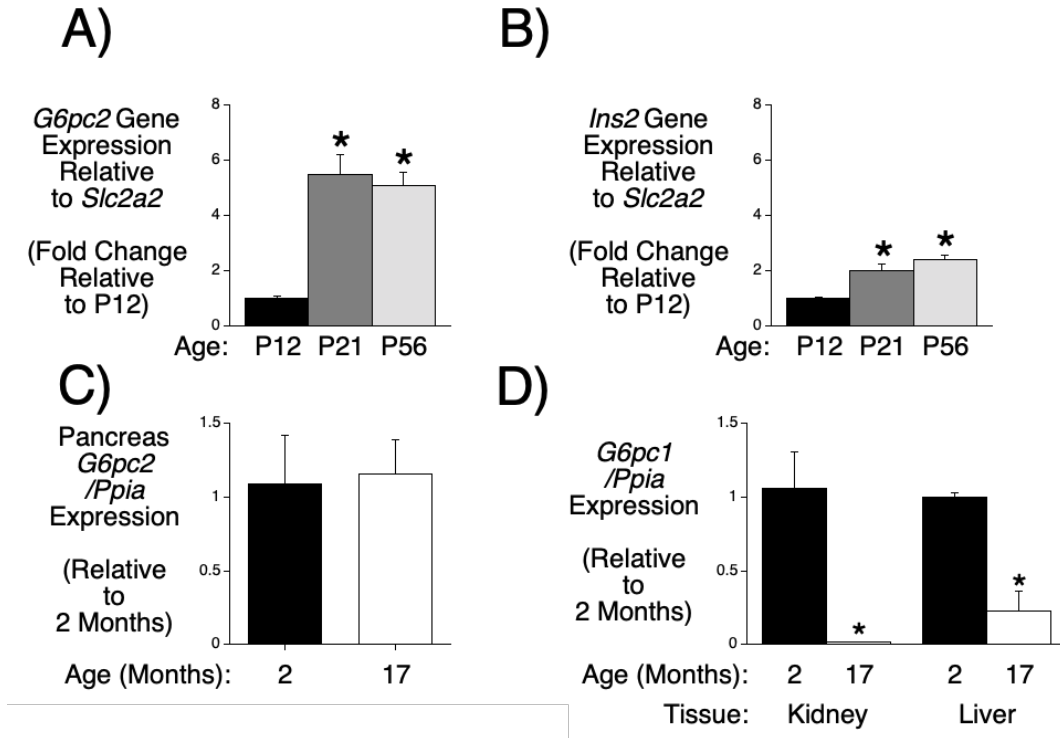 A)
G6pc2 Gene
Expression
Relative
to Slc2a2
(Fold Change
Relative
to P12)
8
6
4
2
0
*
*
Age: P12 P21 P56
B)
Ins2 Gene
Expression
Relative
to Slc2a2
(Fold Change
Relative
to P12)
8
6
4
2
0
*
*
Age: P12 P21 P56
C)
Pancreas
G6pc2
/Ppia
Expression
(Relative
to
2 Months)
1.5
1
0.5
0
Age (Months): 2 17
D)
G6pc1
/Ppia
Expression
(Relative
to
2 Months)
1.5
1
0.5
0
*
*
Age (Months): 2 17 2 17
Tissue: Kidney Liver